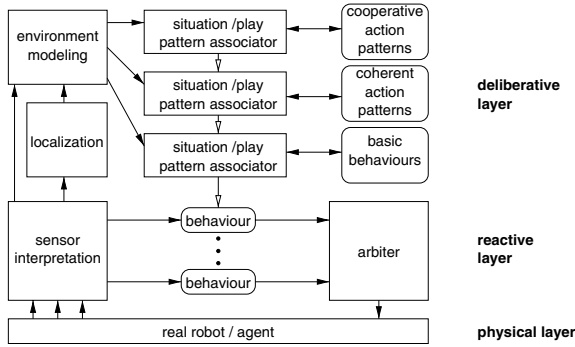 environment
modeling
situation /play
pattern associator
cooperative
action
patterns
situation /play
pattern associator
coherent
action
patterns
deliberative
layer
localization
situation /play
pattern associator
basic
behaviours
sensor
interpretation
behaviour
behaviour
arbiter
reactive
layer
real robot / agent
physical layer